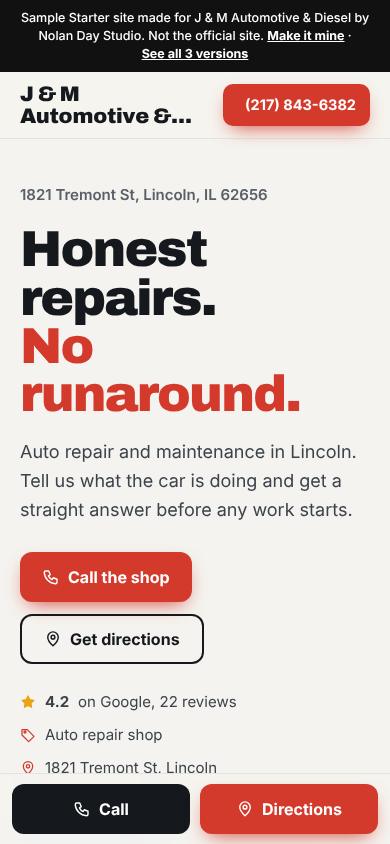 Sample Starter site made for J & M Automotive & Diesel by
Nolan Day Studio. Not the official site. Make it mine ·
See all 3 versions
J & M
Automotive &...
(217) 843-6382
1821 Tremont St, Lincoln, IL 62656
Honest
repairs.
No
runaround.
Auto repair and maintenance in Lincoln.
Tell us what the car is doing and get a
straight answer before any work starts.
Call the shop
Get directions
4.2 on Google, 22 reviews
Auto repair shop
1821 Tremont St, Lincoln
Call
Directions